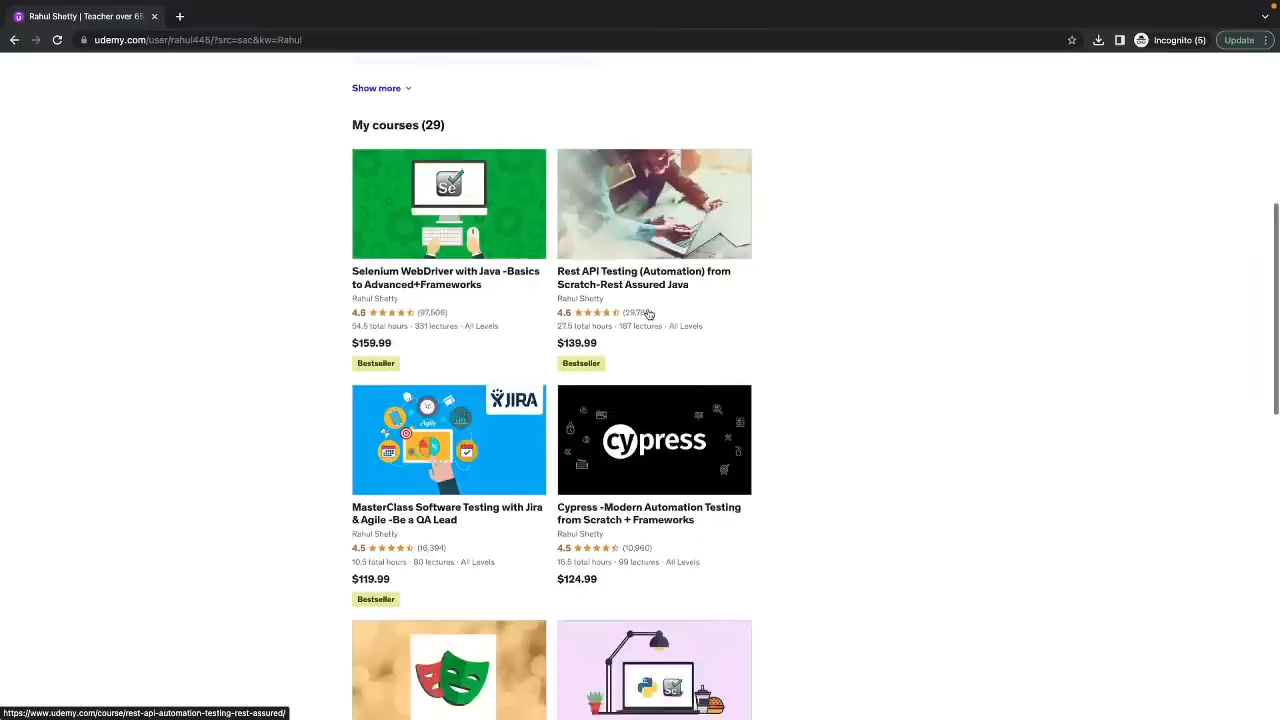 Rahul Shetty | Teacher over 65
udemy.com/user/rahul445/?src=sac&kw=Rahul
Incognito (5)
Update
Show more
My courses (29)
Se
Selenium WebDriver with Java -Basics
to Advanced+Frameworks
Rahul Shetty
4.6 (97,506)
54.5 total hours · 331 lectures · All Levels
$159.99
Bestseller
Rest API Testing (Automation) from
Scratch-Rest Assured Java
Rahul Shetty
4.6
27.5 total hours · 167 lectures · All Levels
$139.99
Bestseller
JIRA
Agile
MasterClass Software Testing with Jira
& Agile -Be a QA Lead
Rahul Shetty
4.5 (16,394)
10.5 total hours · 80 lectures · All Levels
$119.99
Bestseller
cypress
Cypress -Modern Automation Testing
from Scratch + Frameworks
Rahul Shetty
4.5 (10,960)
16.5 total hours · 99 lectures · All Levels
$124.99
Se
https://www.udemy.com/course/rest-api-automation-testing-rest-assured/